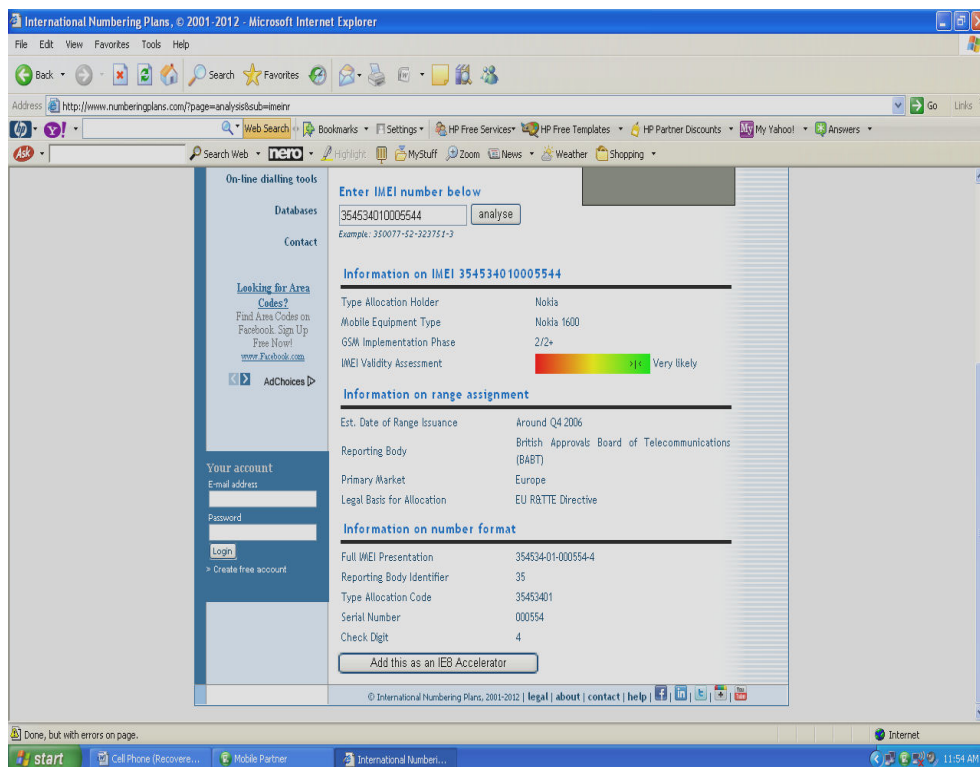 International Numbering Plans, © 2001-2012 - Microsoft Internet Explorer
File Edit View Favorites Tools Help
Back Search Favorites
Address http://www.numberingplans.com/?page=analysis&sub=imeinr Go Links
Web Search Bookmarks Settings HP Free Services HP Free Templates HP Partner Discounts My Yahoo! Answers
Ask Search Web nero Highlight MyStuff Zoom News Weather Shopping
On-line dialling tools
Databases
Contact
Looking for Area
Codes?
Find Area Codes on
Facebook. Sign Up
Free Now!
www.Facebook.com
AdChoices
Your account
E-mail address
Password
Login
> Create free account
Enter IMEI number below
354534010005544 analyse
Example: 350077-52-323751-3
Information on IMEI 354534010005544
Type Allocation Holder Nokia
Mobile Equipment Type Nokia 1600
GSM Implementation Phase 2/2+
IMEI Validity Assessment >|< Very likely
Information on range assignment
Est. Date of Range Issuance Around Q4 2006
Reporting Body British Approvals Board of Telecommunications
(BABT)
Primary Market Europe
Legal Basis for Allocation EU R&TTE Directive
Information on number format
Full IMEI Presentation 354534-01-000554-4
Reporting Body Identifier 35
Type Allocation Code 35453401
Serial Number 000554
Check Digit 4
Add this as an IE8 Accelerator
© International Numbering Plans, 2001-2012 | legal | about | contact | help |
Done, but with errors on page. Internet
start Cell Phone (Recovere... Mobile Partner International Numberi... 11:54 AM